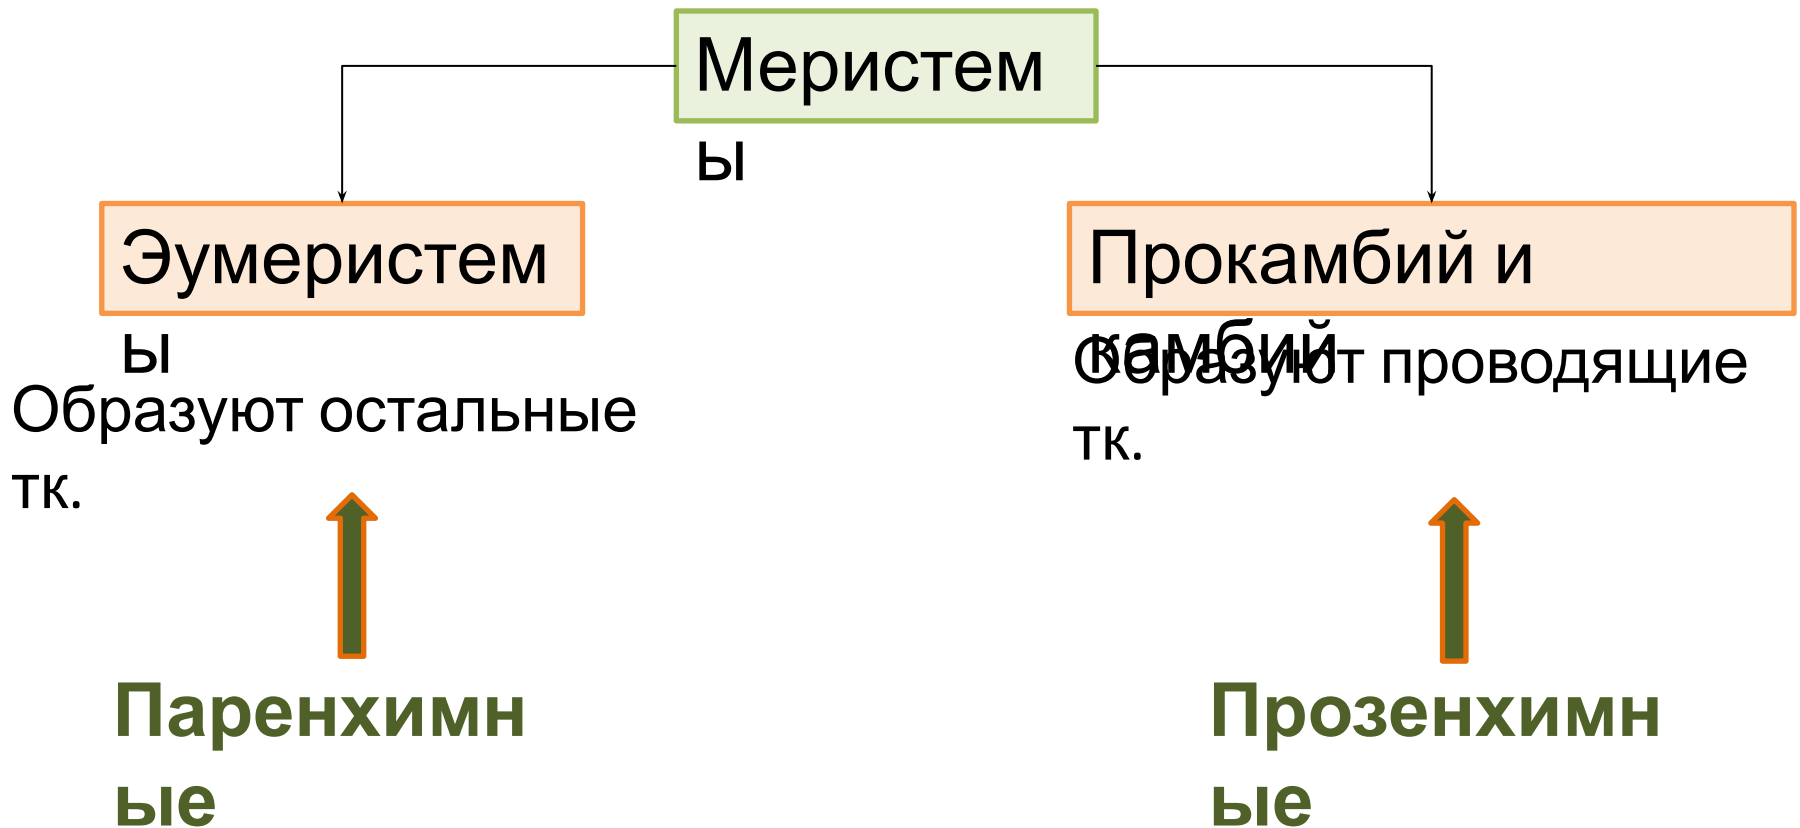 Меристем
ы
Эумеристем
ы
Образуют остальные
тк.
Паренхимн
ые
Прокамбий и
камбий
Образуют проводящие
тк.
Прозенхимн
ые